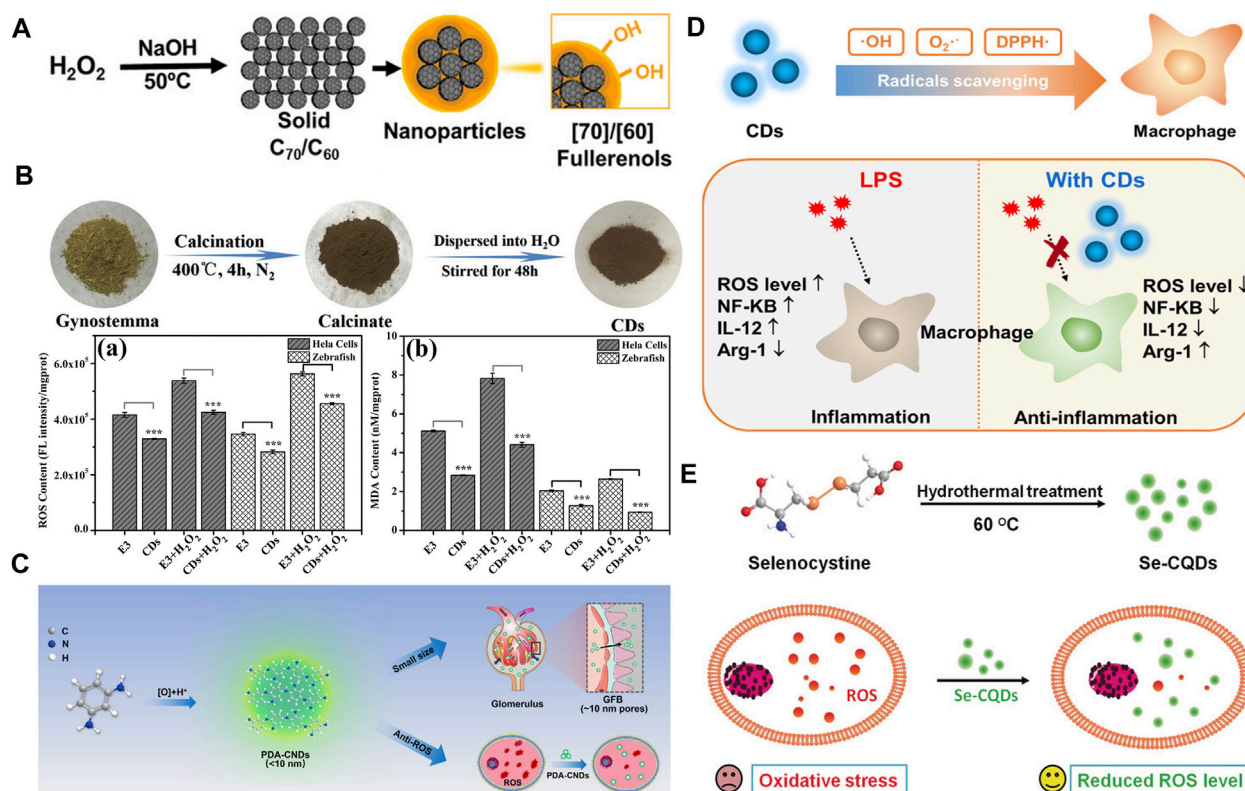 A
H₂O₂
NaOH
50ºC
Solid
C₇₀/C₆₀
Nanoparticles
OH
OH
[70]/[60]
Fullerenols
B
Gynostemma
Calcination
400℃, 4h, N₂
Calcinate
Dispersed into H₂O
Stirred for 48h
CDs
(a)
Hela Cells
Zebrafish
ROS Content (FL intensity/mgprot)
6.0x10⁵
4.0x10⁵
2.0x10⁵
0.0
***
***
***
***
E3
CDs
E3+H₂O₂
CDs+H₂O₂
E3
CDs
E3+H₂O₂
CDs+H₂O₂
(b)
Hela Cells
Zebrafish
MDA Content (nM/mgprot)
10
8
6
4
2
0
***
***
***
***
E3
CDs
E3+H₂O₂
CDs+H₂O₂
E3
CDs
E3+H₂O₂
CDs+H₂O₂
C
C
N
H
[O]+H⁺
PDA-CNDs
(<10 nm)
Small size
Anti-ROS
Glomerulus
GFB
(~10 nm pores)
ROS
PDA-CNDs
D
CDs
·OH
O₂·⁻
DPPH·
Radicals scavenging
Macrophage
LPS
ROS level ↑
NF-KB ↑
IL-12 ↑
Arg-1 ↓
Inflammation
Macrophage
With CDs
ROS level ↓
NF-KB ↓
IL-12 ↓
Arg-1 ↑
Anti-inflammation
E
Selenocystine
Hydrothermal treatment
60 ºC
Se-CQDs
ROS
Se-CQDs
Oxidative stress
Reduced ROS level